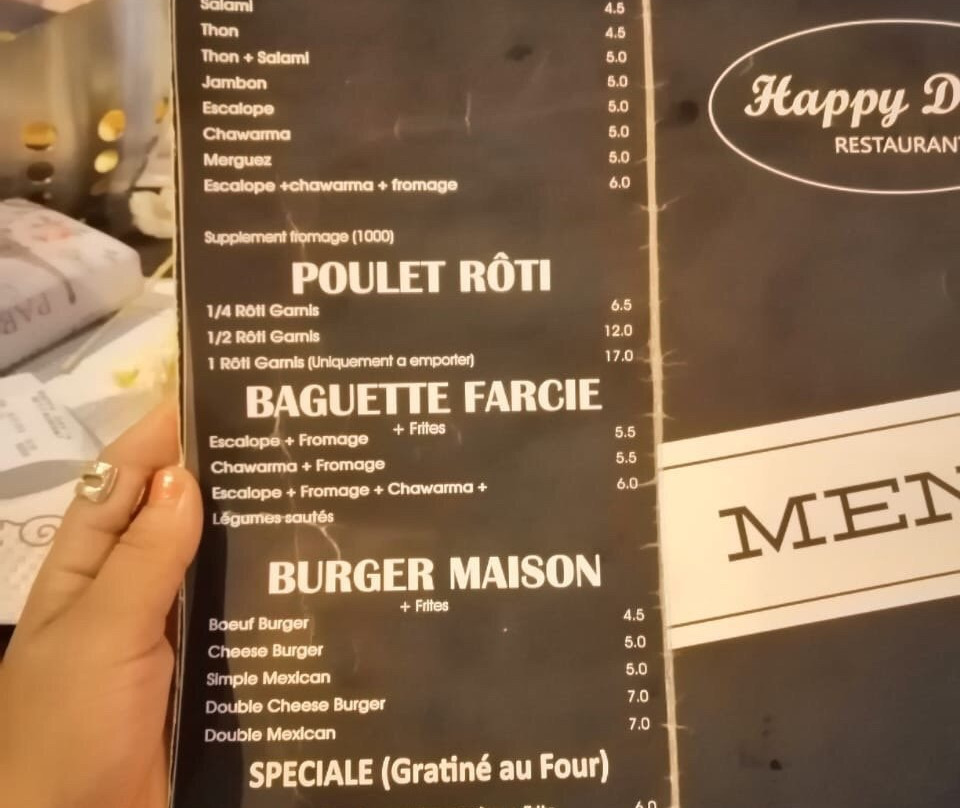 Salami 4.5
Thon 4.5
Thon + Salami 5.0
Jambon 5.0
Escalope 5.0
Chawarma 5.0
Merguez 5.0
Escalope +chawarma + fromage 6.0
Supplement fromage (1000)
POULET RÔTI
1/4 Rôti Garnis 6.5
1/2 Rôti Garnis 12.0
1 Rôti Garnis (Uniquement a emporter) 17.0
BAGUETTE FARCIE
+ Frites
Escalope + Fromage 5.5
Chawarma + Fromage 5.5
Escalope + Fromage + Chawarma + 6.0
Légumes sautés
BURGER MAISON
+ Frites
Boeuf Burger 4.5
Cheese Burger 5.0
Simple Mexican 5.0
Double Cheese Burger 7.0
Double Mexican 7.0
SPECIALE (Gratiné au Four)
6.0
Happy D
RESTAURANT
MEN